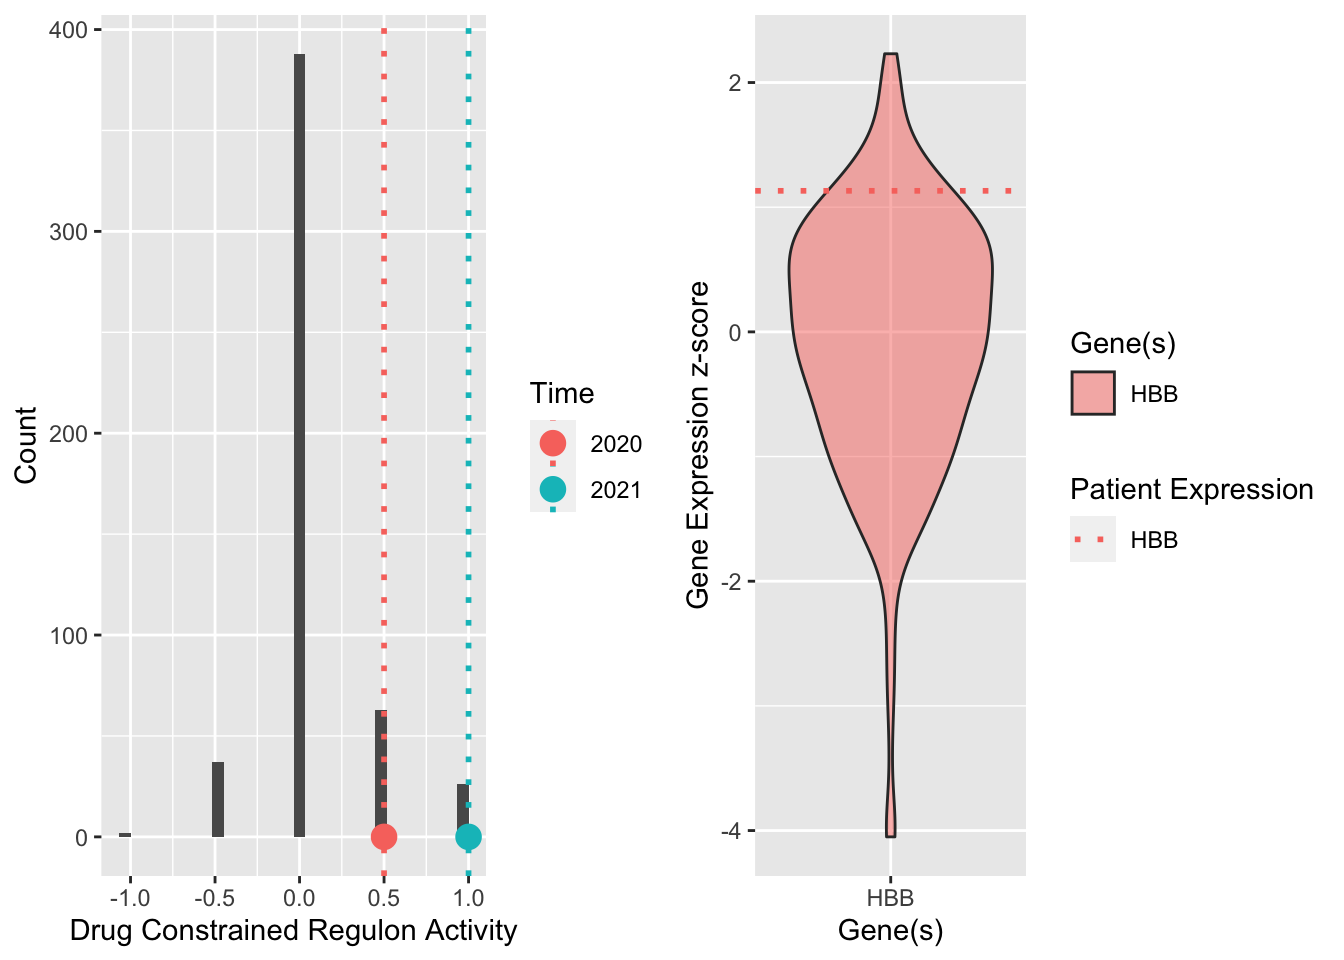 400
300
200
100
0
Count
-1.0 -0.5 0.0 0.5 1.0
Drug Constrained Regulon Activity
Time
2020
2021
2
0
-2
-4
Gene Expression z-score
HBB
Gene(s)
Gene(s)
HBB
Patient Expression
HBB